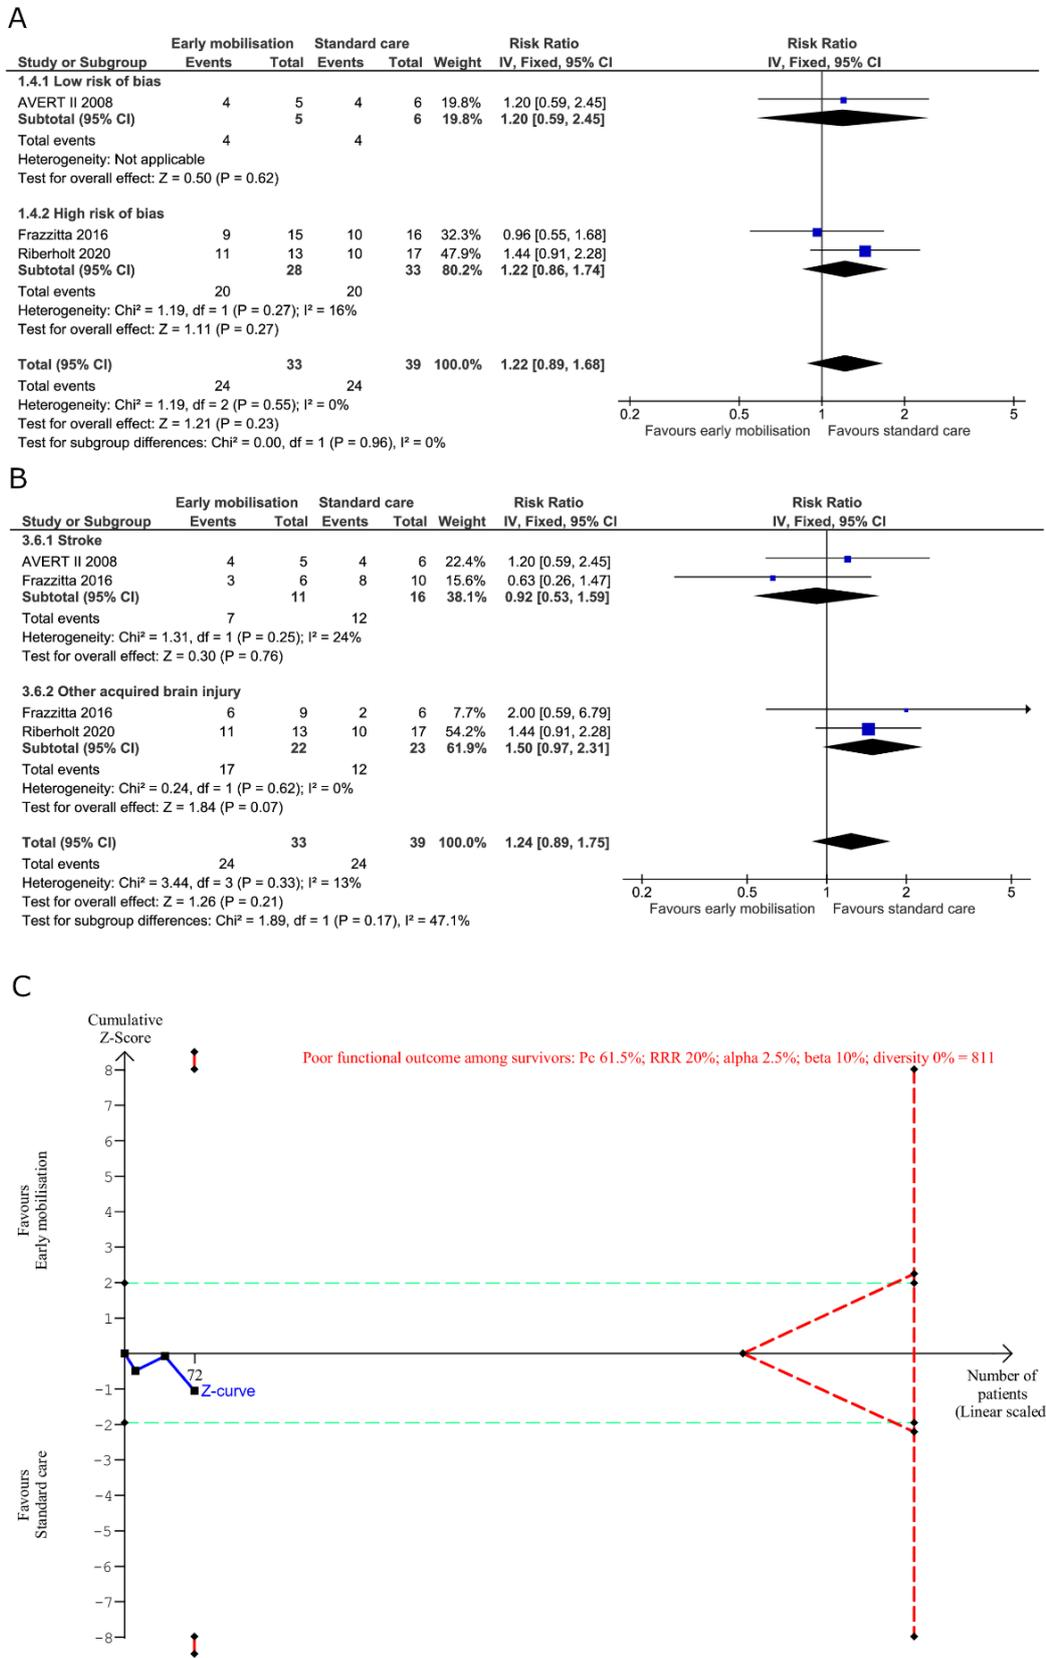 A
Early mobilisation Standard care Risk Ratio Risk Ratio
Study or Subgroup Events Total Events Total Weight IV, Fixed, 95% CI IV, Fixed, 95% CI
1.4.1 Low risk of bias
AVERT II 2008 4 5 4 6 19.8% 1.20 [0.59, 2.45]
Subtotal (95% CI) 5 6 19.8% 1.20 [0.59, 2.45]
Total events 4 4
Heterogeneity: Not applicable
Test for overall effect: Z = 0.50 (P = 0.62)
1.4.2 High risk of bias
Frazzitta 2016 9 15 10 16 32.3% 0.96 [0.55, 1.68]
Riberholt 2020 11 13 10 17 47.9% 1.44 [0.91, 2.28]
Subtotal (95% CI) 28 33 80.2% 1.22 [0.86, 1.74]
Total events 20 20
Heterogeneity: Chi² = 1.19, df = 1 (P = 0.27); I² = 16%
Test for overall effect: Z = 1.11 (P = 0.27)
Total (95% CI) 33 39 100.0% 1.22 [0.89, 1.68]
Total events 24 24
Heterogeneity: Chi² = 1.19, df = 2 (P = 0.55); I² = 0%
Test for overall effect: Z = 1.21 (P = 0.23)
Test for subgroup differences: Chi² = 0.00, df = 1 (P = 0.96), I² = 0%
0.2 0.5 1 2 5
Favours early mobilisation Favours standard care
B
Early mobilisation Standard care Risk Ratio Risk Ratio
Study or Subgroup Events Total Events Total Weight IV, Fixed, 95% CI IV, Fixed, 95% CI
3.6.1 Stroke
AVERT II 2008 4 5 4 6 22.4% 1.20 [0.59, 2.45]
Frazzitta 2016 3 6 8 10 15.6% 0.63 [0.26, 1.47]
Subtotal (95% CI) 11 16 38.1% 0.92 [0.53, 1.59]
Total events 7 12
Heterogeneity: Chi² = 1.31, df = 1 (P = 0.25); I² = 24%
Test for overall effect: Z = 0.30 (P = 0.76)
3.6.2 Other acquired brain injury
Frazzitta 2016 6 9 2 6 7.7% 2.00 [0.59, 6.79]
Riberholt 2020 11 13 10 17 54.2% 1.44 [0.91, 2.28]
Subtotal (95% CI) 22 23 61.9% 1.50 [0.97, 2.31]
Total events 17 12
Heterogeneity: Chi² = 0.24, df = 1 (P = 0.62); I² = 0%
Test for overall effect: Z = 1.84 (P = 0.07)
Total (95% CI) 33 39 100.0% 1.24 [0.89, 1.75]
Total events 24 24
Heterogeneity: Chi² = 3.44, df = 3 (P = 0.33); I² = 13%
Test for overall effect: Z = 1.26 (P = 0.21)
Test for subgroup differences: Chi² = 1.89, df = 1 (P = 0.17), I² = 47.1%
0.2 0.5 1 2 5
Favours early mobilisation Favours standard care
C
Cumulative
Z-Score
Poor functional outcome among survivors: Pc 61.5%; RRR 20%; alpha 2.5%; beta 10%; diversity 0% = 811
8
7
6
5
4
3
2
1
-1
-2
-3
-4
-5
-6
-7
-8
Favours
Early mobilisation
Favours
Standard care
72
Z-curve
Number of
patients
(Linear scaled